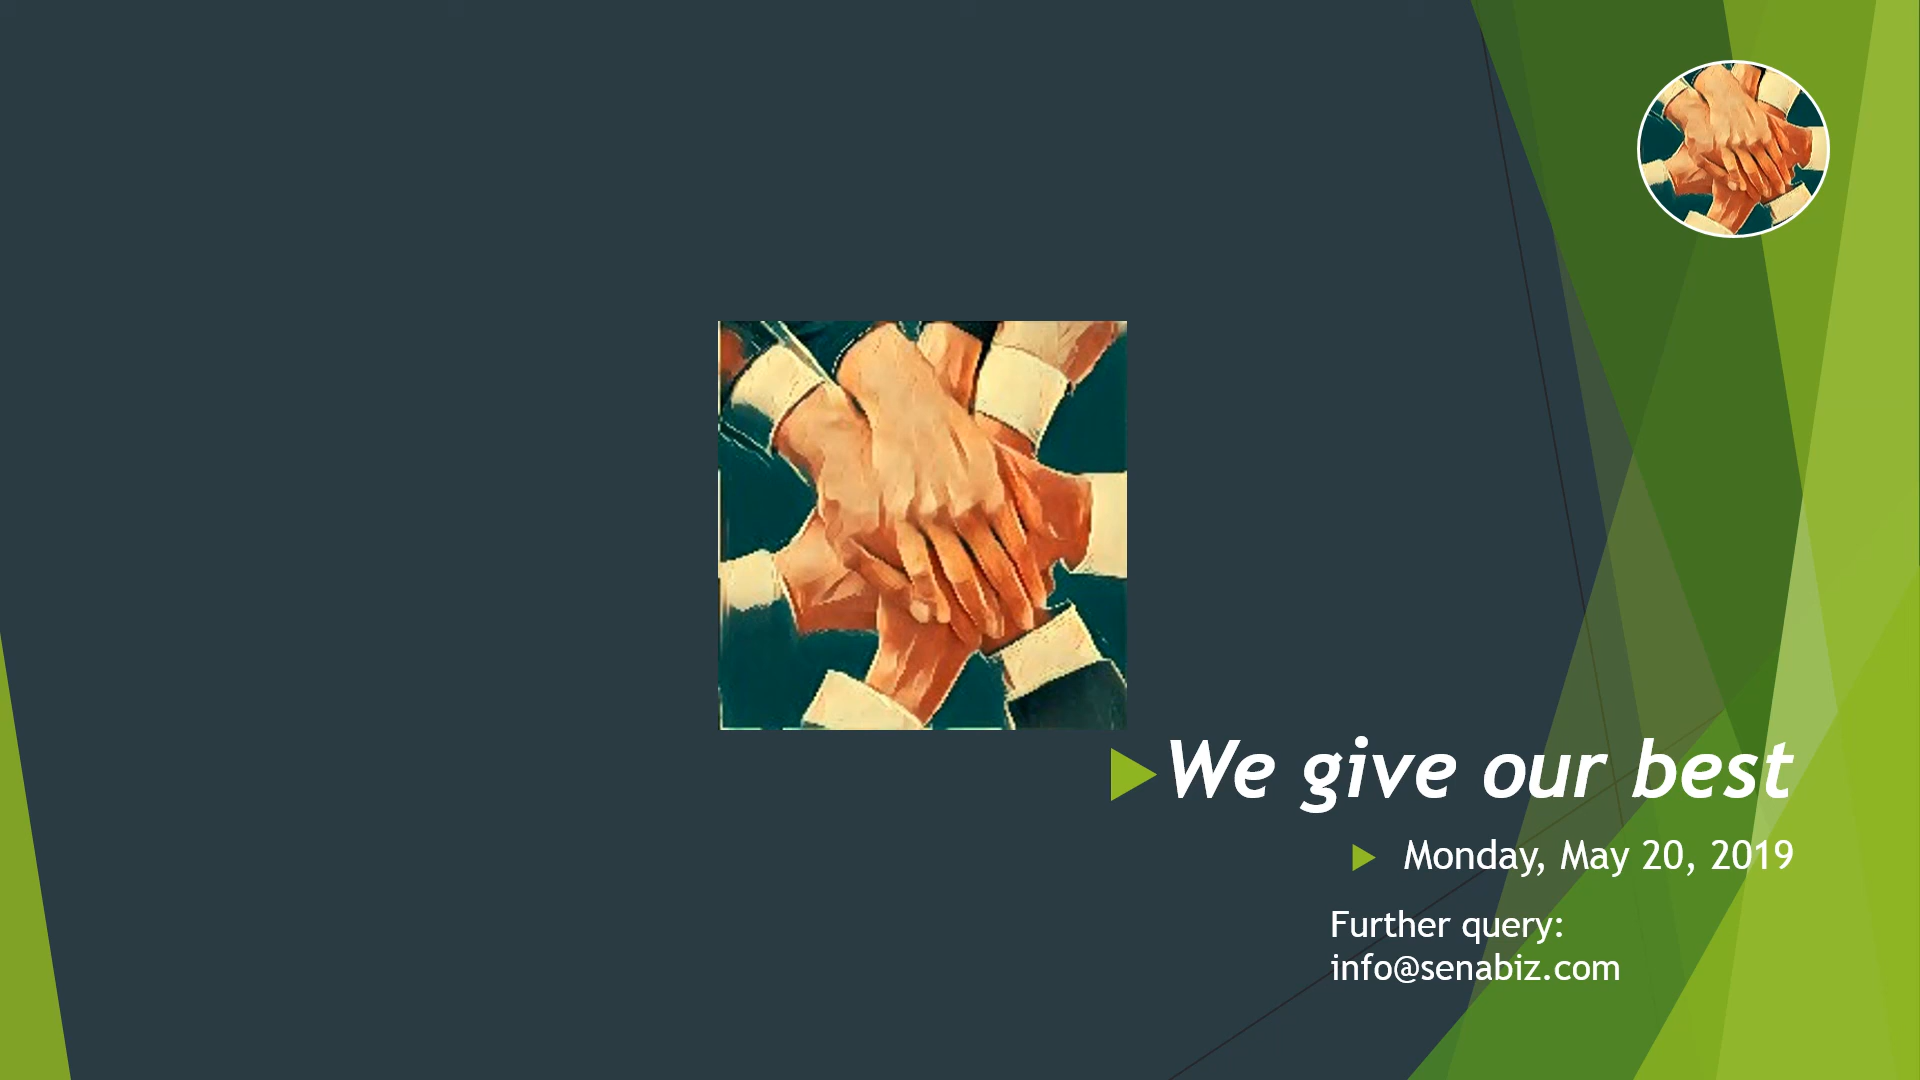 We give our best
Monday, May 20, 2019
Further query:
info@senabiz.com